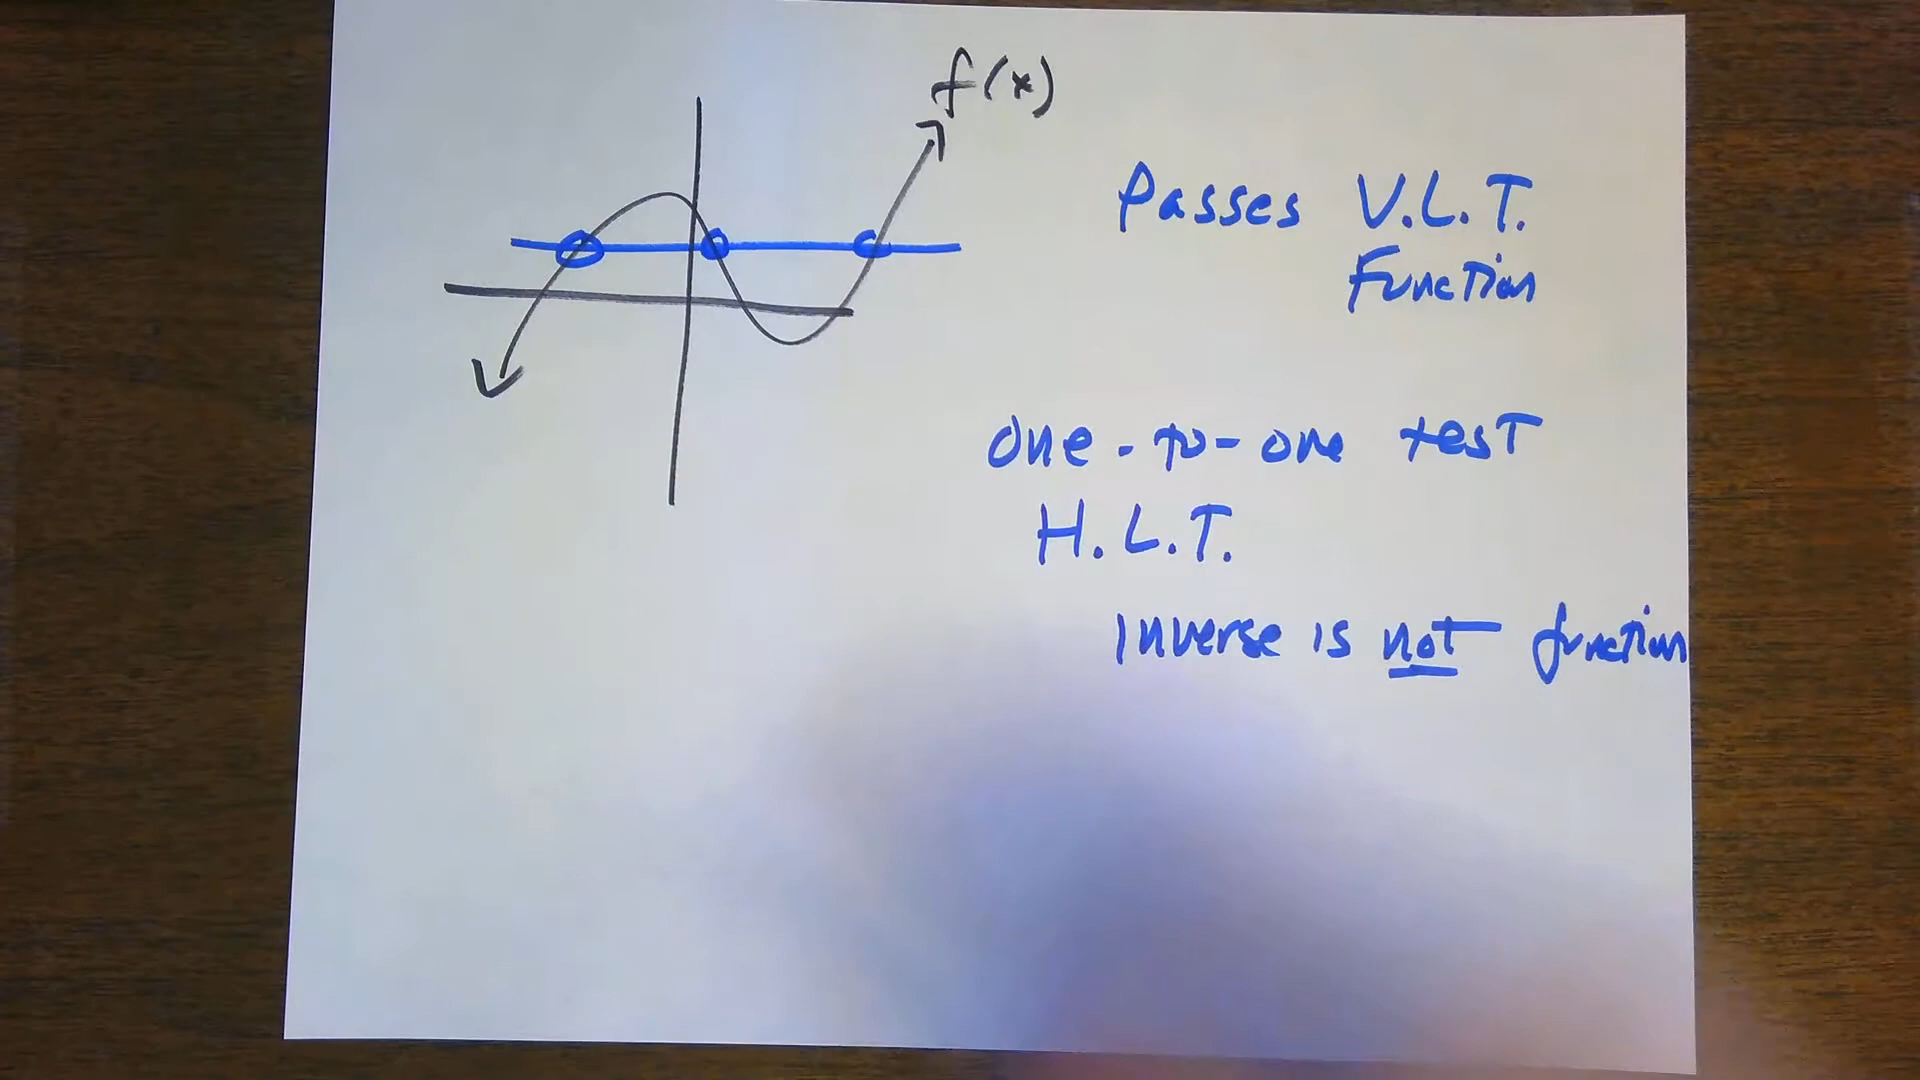 f(x)
Passes V.L.T.
Function
One-to-one test
H.L.T.
Inverse is not function